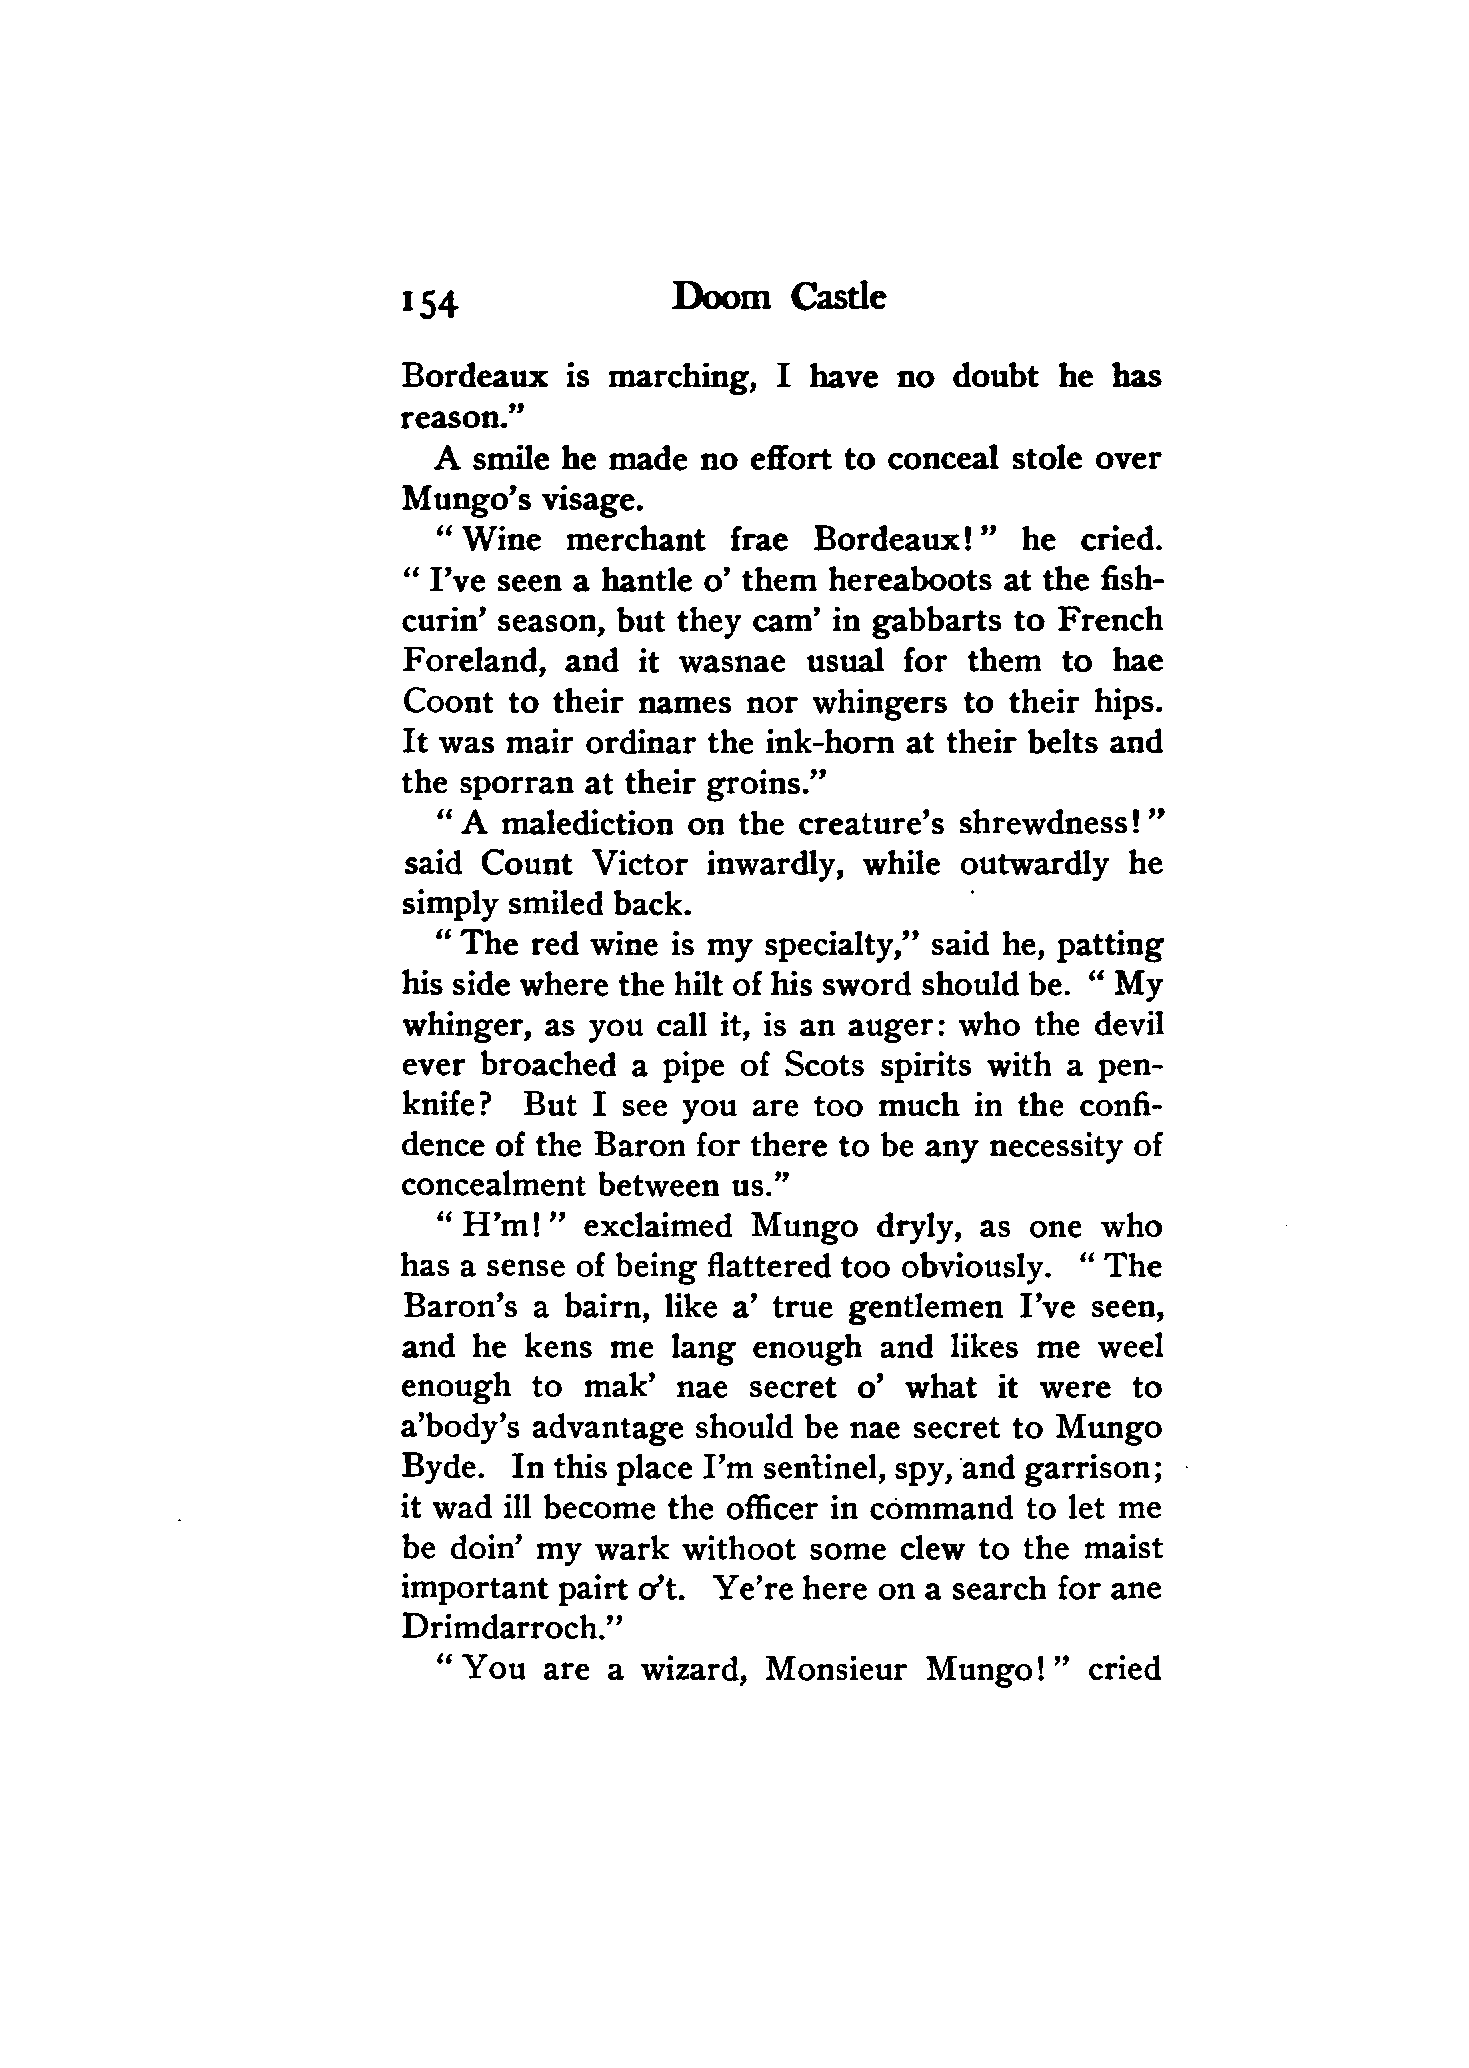 154 Doom Castle
Bordeaux is marching, I have no doubt he has
reason."
A smile he made no effort to conceal stole over
Mungo's visage.
"Wine merchant frae Bordeaux!" he cried.
"I've seen a hantle o' them hereaboots at the fish-
curin' season, but they cam' in gabbarts to French
Foreland, and it wasnae usual for them to hae
Coont to their names nor whingers to their hips.
It was mair ordinar the ink-horn at their belts and
the sporran at their groins."
"A malediction on the creature's shrewdness!"
said Count Victor inwardly, while outwardly he
simply smiled back.
"The red wine is my specialty," said he, patting
his side where the hilt of his sword should be. "My
whinger, as you call it, is an auger: who the devil
ever broached a pipe of Scots spirits with a pen-
knife? But I see you are too much in the confi-
dence of the Baron for there to be any necessity of
concealment between us."
"H'm!" exclaimed Mungo dryly, as one who
has a sense of being flattered too obviously. "The
Baron's a bairn, like a' true gentlemen I've seen,
and he kens me lang enough and likes me weel
enough to mak' nae secret o' what it were to
a'body's advantage should be nae secret to Mungo
Byde. In this place I'm sentinel, spy, and garrison;
it wad ill become the officer in command to let me
be doin' my wark withoot some clew to the maist
important pairt o't. Ye're here on a search for ane
Drimdarroch."
"You are a wizard, Monsieur Mungo!" cried